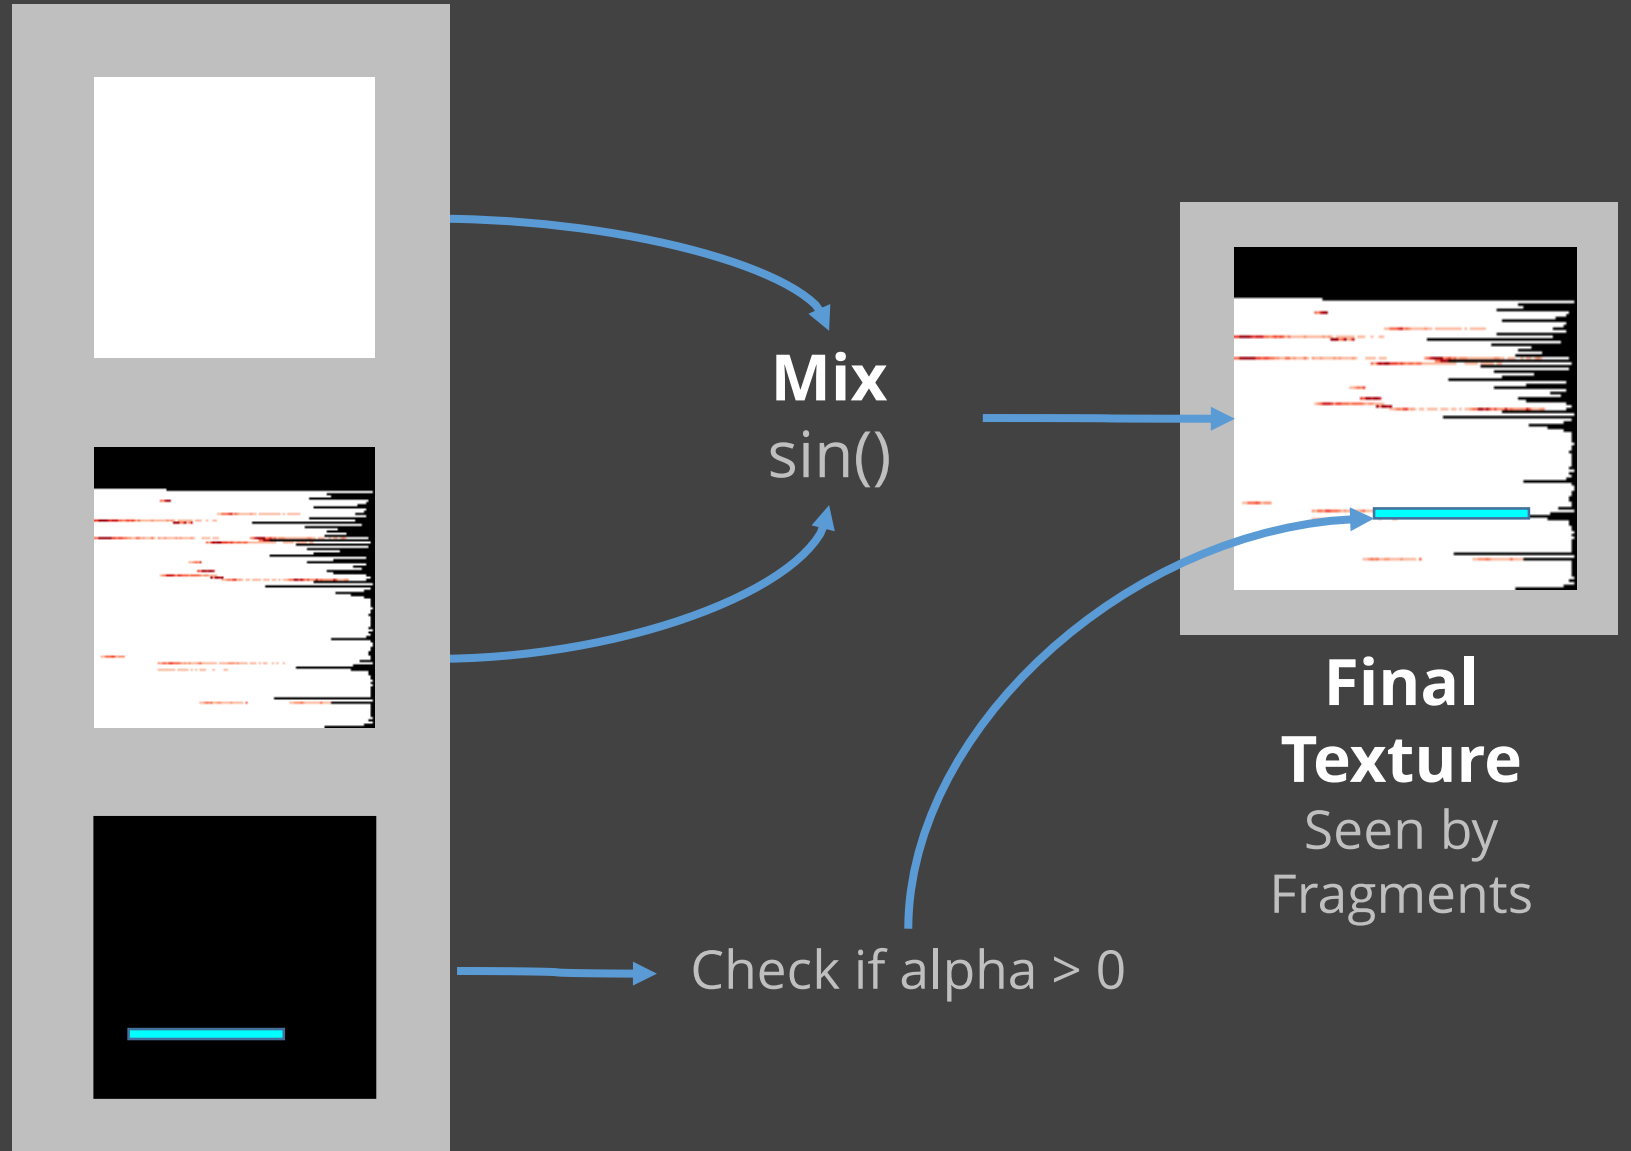 Mix
sin()
Final
Texture
Seen by
Fragments
Check if alpha > 0